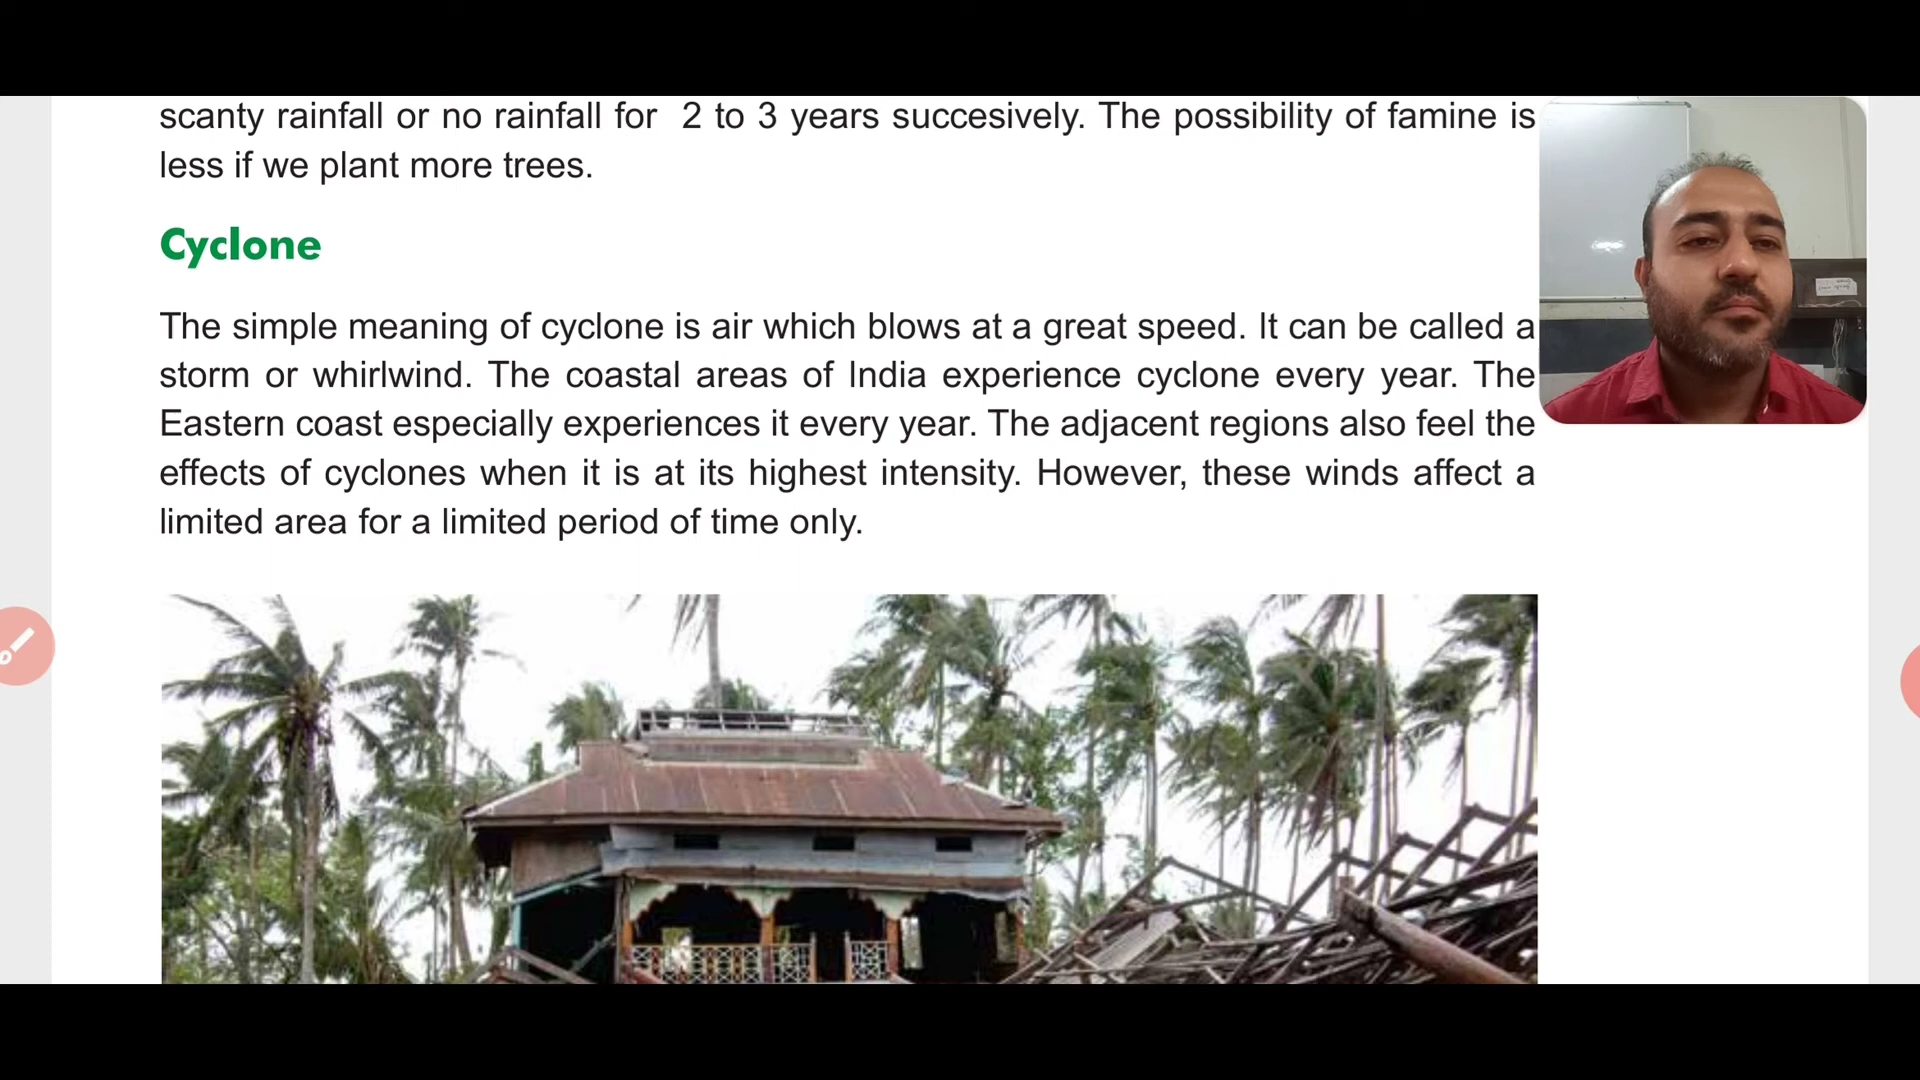 scanty rainfall or no rainfall for 2 to 3 years succesively. The possibility of famine is
less if we plant more trees.
Cyclone
The simple meaning of cyclone is air which blows at a great speed. It can be called a
storm or whirlwind. The coastal areas of India experience cyclone every year. The
Eastern coast especially experiences it every year. The adjacent regions also feel the
effects of cyclones when it is at its highest intensity. However, these winds affect a
limited area for a limited period of time only.